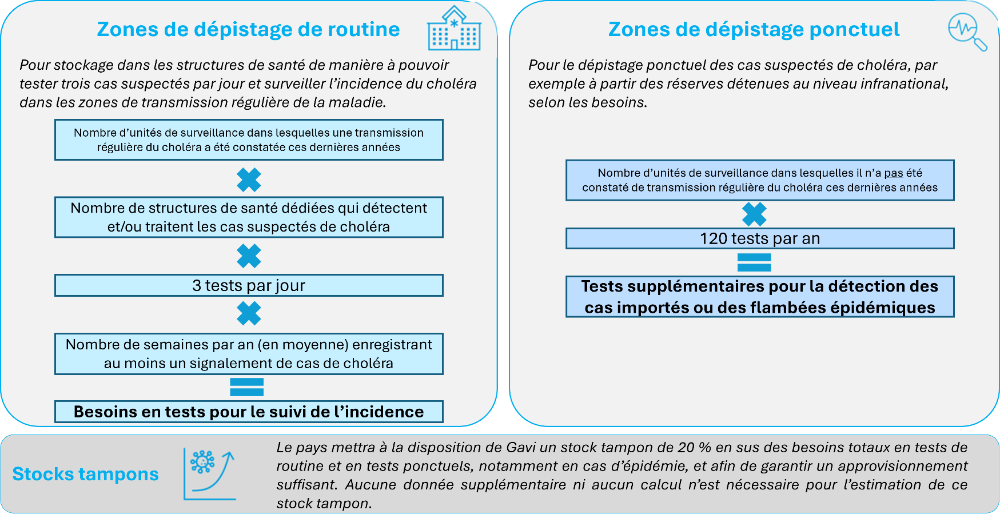 Zones de dépistage de routine
Pour stockage dans les structures de santé de manière à pouvoir
tester trois cas suspectés par jour et surveiller l’incidence du choléra
dans les zones de transmission régulière de la maladie.
Nombre d’unités de surveillance dans lesquelles une transmission
régulière du choléra a été constatée ces dernières années
Nombre de structures de santé dédiées qui détectent
et/ou traitent les cas suspectés de choléra
3 tests par jour
Nombre de semaines par an (en moyenne) enregistrant
au moins un signalement de cas de choléra
Besoins en tests pour le suivi de l’incidence
Zones de dépistage ponctuel
Pour le dépistage ponctuel des cas suspectés de choléra, par
exemple à partir des réserves détenues au niveau infranational,
selon les besoins.
Nombre d’unités de surveillance dans lesquelles il n’a pas été
constaté de transmission régulière du choléra ces dernières années
120 tests par an
Tests supplémentaires pour la détection des
cas importés ou des flambées épidémiques
Stocks tampons
Le pays mettra à la disposition de Gavi un stock tampon de 20 % en sus des besoins totaux en tests de
routine et en tests ponctuels, notamment en cas d’épidémie, et afin de garantir un approvisionnement
suffisant. Aucune donnée supplémentaire ni aucun calcul n’est nécessaire pour l’estimation de ce
stock tampon.